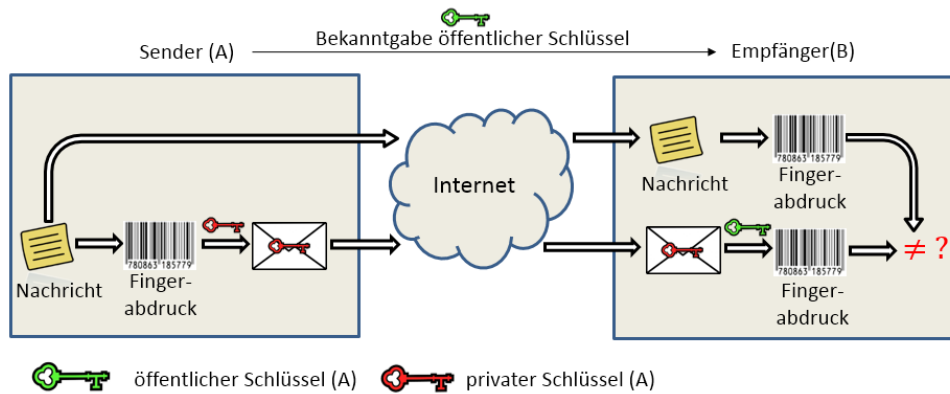 Sender (A)
Bekanntgabe öffentlicher Schlüssel
Empfänger(B)
Internet
Nachricht
780863 185779
Finger-
abdruck
Nachricht
780863 185779
Finger-
abdruck
780863 185779
Finger-
abdruck
≠ ?
öffentlicher Schlüssel (A)
privater Schlüssel (A)